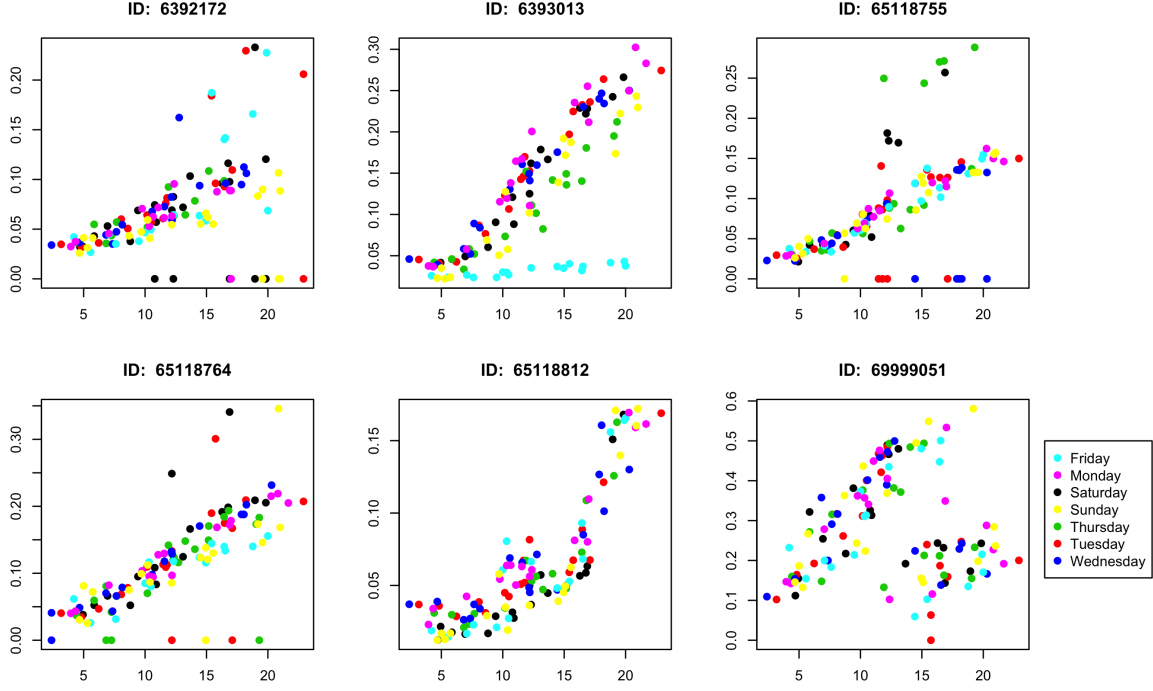 ID:  6392172
0.00 0.05 0.10 0.15 0.20
5 10 15 20
ID:  6393013
0.05 0.10 0.15 0.20 0.25 0.30
5 10 15 20
ID:  65118755
0.00 0.05 0.10 0.15 0.20 0.25
5 10 15 20
ID:  65118764
0.00 0.10 0.20 0.30
5 10 15 20
ID:  65118812
0.05 0.10 0.15
5 10 15 20
ID:  69999051
0.0 0.1 0.2 0.3 0.4 0.5 0.6
5 10 15 20
Friday
Monday
Saturday
Sunday
Thursday
Tuesday
Wednesday